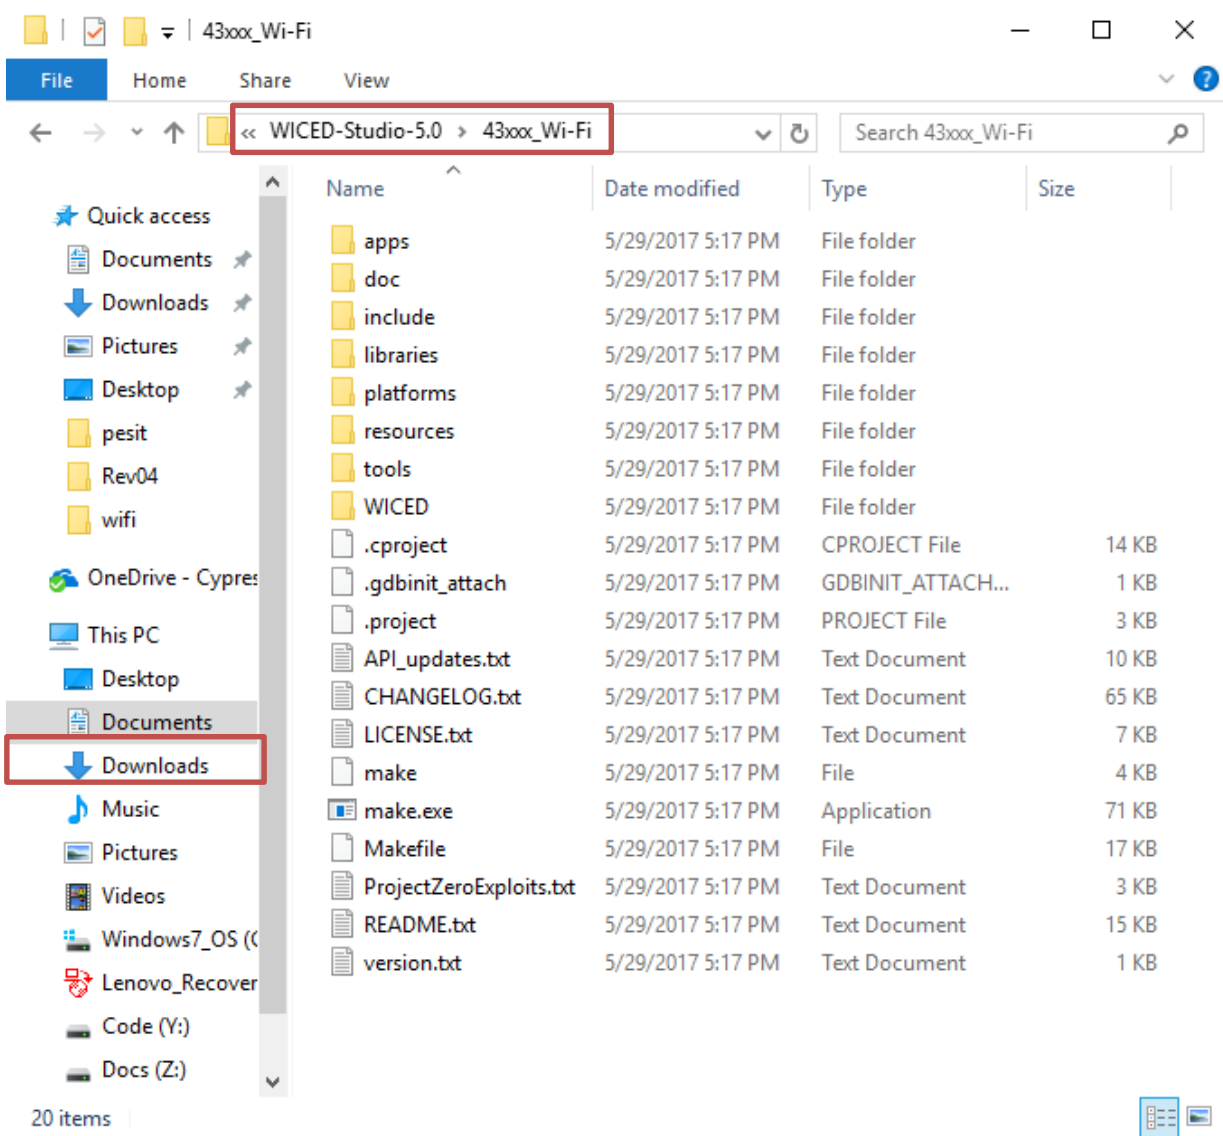 43xxx_Wi-Fi
File Home Share View
« WICED-Studio-5.0 › 43xxx_Wi-Fi Search 43xxx_Wi-Fi
Quick access
Documents
Downloads
Pictures
Desktop
pesit
Rev04
wifi
OneDrive - Cypres
This PC
Desktop
Documents
Downloads
Music
Pictures
Videos
Windows7_OS (C
Lenovo_Recover
Code (Y:)
Docs (Z:)
Name Date modified Type Size
apps 5/29/2017 5:17 PM File folder
doc 5/29/2017 5:17 PM File folder
include 5/29/2017 5:17 PM File folder
libraries 5/29/2017 5:17 PM File folder
platforms 5/29/2017 5:17 PM File folder
resources 5/29/2017 5:17 PM File folder
tools 5/29/2017 5:17 PM File folder
WICED 5/29/2017 5:17 PM File folder
.cproject 5/29/2017 5:17 PM CPROJECT File 14 KB
.gdbinit_attach 5/29/2017 5:17 PM GDBINIT_ATTACH... 1 KB
.project 5/29/2017 5:17 PM PROJECT File 3 KB
API_updates.txt 5/29/2017 5:17 PM Text Document 10 KB
CHANGELOG.txt 5/29/2017 5:17 PM Text Document 65 KB
LICENSE.txt 5/29/2017 5:17 PM Text Document 7 KB
make 5/29/2017 5:17 PM File 4 KB
make.exe 5/29/2017 5:17 PM Application 71 KB
Makefile 5/29/2017 5:17 PM File 17 KB
ProjectZeroExploits.txt 5/29/2017 5:17 PM Text Document 3 KB
README.txt 5/29/2017 5:17 PM Text Document 15 KB
version.txt 5/29/2017 5:17 PM Text Document 1 KB
20 items